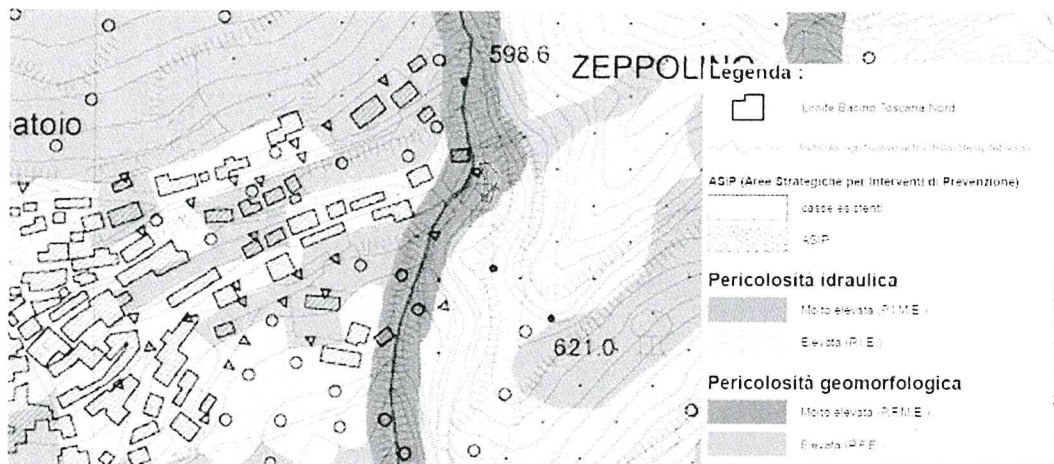 598.6
ZEPPOLINO
atoio
621.0
Legenda :
Limite Bacino Toscana Nord
ASIP (Aree Strategiche per Interventi di Prevenzione)
casse esistenti
ASIP
Pericolosità idraulica
Molto elevata (P.I.M.E.)
Elevata (P.I.E.)
Pericolosità geomorfologica
Molto elevata (P.F.M.E.)
Elevata (P.F.E.)